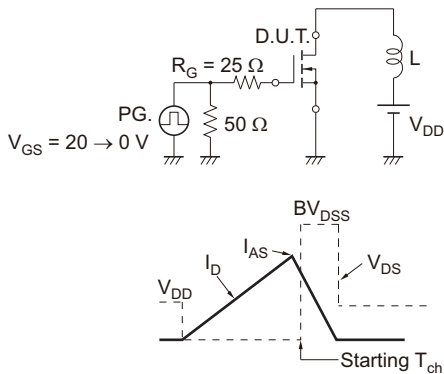 D.U.T.
R_G = 25 Ω
L
PG.
50 Ω
V_GS = 20 → 0 V
V_DD
BV_DSS
I_AS
I_D
V_DS
V_DD
Starting T_ch